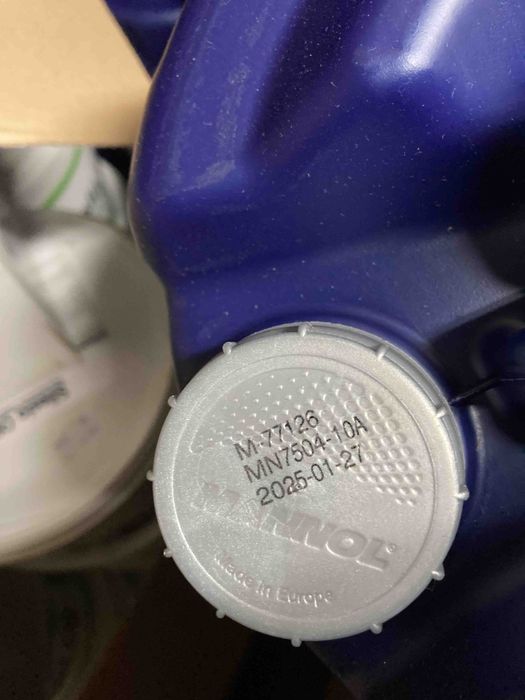 M-77126
MN7504-10A
2025-01-27
MANNOL®
Made in Europe